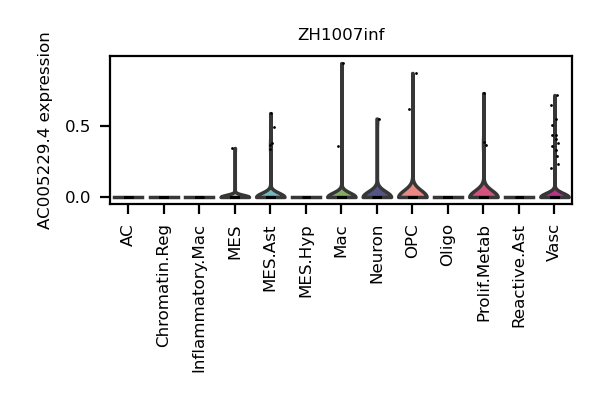 ZH1007inf
AC005229.4 expression
0.5
0.0
AC
Chromatin.Reg
Inflammatory.Mac
MES
MES.Ast
MES.Hyp
Mac
Neuron
OPC
Oligo
Prolif.Metab
Reactive.Ast
Vasc